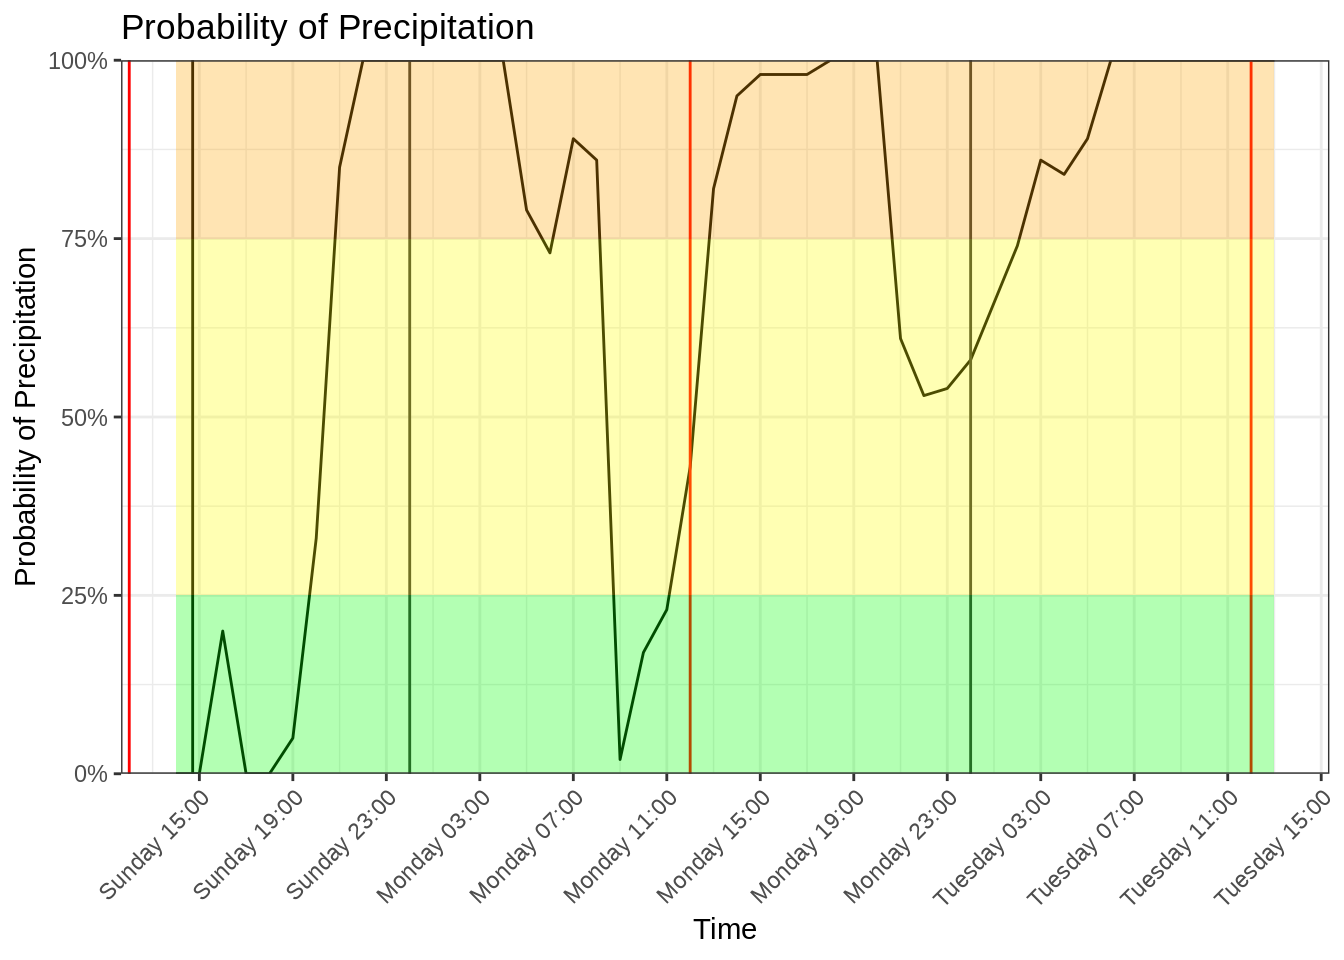 Probability of Precipitation
Probability of Precipitation
100%
75%
50%
25%
0%
Sunday 15:00
Sunday 19:00
Sunday 23:00
Monday 03:00
Monday 07:00
Monday 11:00
Monday 15:00
Monday 19:00
Monday 23:00
Tuesday 03:00
Tuesday 07:00
Tuesday 11:00
Tuesday 15:00
Time